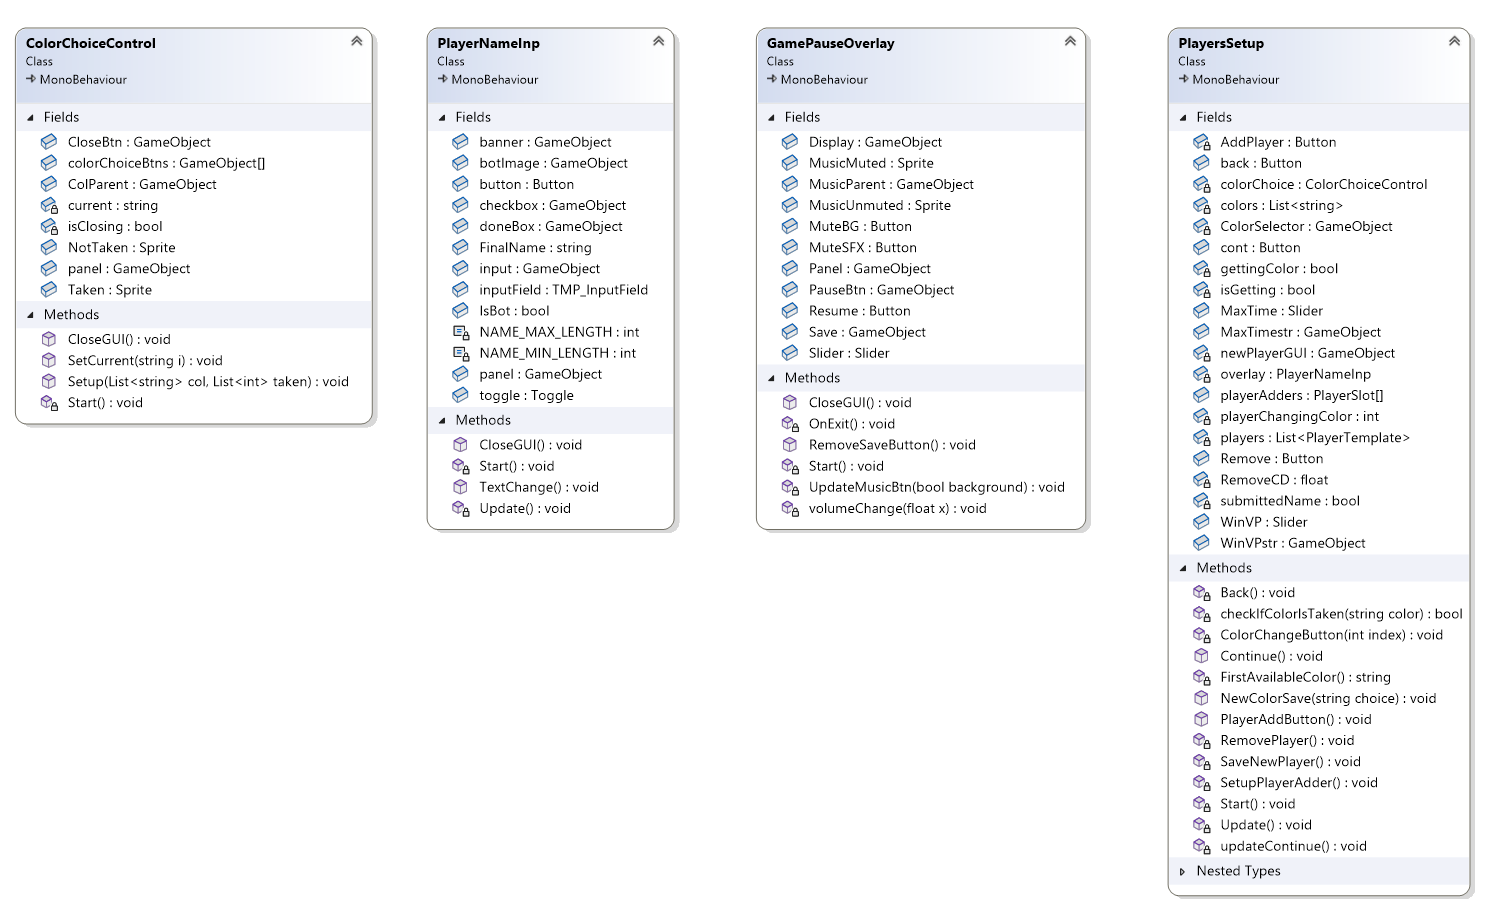 ColorChoiceControl
Class
MonoBehaviour
Fields
CloseBtn : GameObject
colorChoiceBtns : GameObject[]
ColParent : GameObject
current : string
isClosing : bool
NotTaken : Sprite
panel : GameObject
Taken : Sprite
Methods
CloseGUI() : void
SetCurrent(string i) : void
Setup(List<string> col, List<int> taken) : void
Start() : void
PlayerNameInp
Class
MonoBehaviour
Fields
banner : GameObject
botImage : GameObject
button : Button
checkbox : GameObject
doneBox : GameObject
FinalName : string
input : GameObject
inputField : TMP_InputField
IsBot : bool
NAME_MAX_LENGTH : int
NAME_MIN_LENGTH : int
panel : GameObject
toggle : Toggle
Methods
CloseGUI() : void
Start() : void
TextChange() : void
Update() : void
GamePauseOverlay
Class
MonoBehaviour
Fields
Display : GameObject
MusicMuted : Sprite
MusicParent : GameObject
MusicUnmuted : Sprite
MuteBG : Button
MuteSFX : Button
Panel : GameObject
PauseBtn : GameObject
Resume : Button
Save : GameObject
Slider : Slider
Methods
CloseGUI() : void
OnExit() : void
RemoveSaveButton() : void
Start() : void
UpdateMusicBtn(bool background) : void
volumeChange(float x) : void
PlayersSetup
Class
MonoBehaviour
Fields
AddPlayer : Button
back : Button
colorChoice : ColorChoiceControl
colors : List<string>
ColorSelector : GameObject
cont : Button
gettingColor : bool
isGetting : bool
MaxTime : Slider
MaxTimestr : GameObject
newPlayerGUI : GameObject
overlay : PlayerNameInp
playerAdders : PlayerSlot[]
playerChangingColor : int
players : List<PlayerTemplate>
Remove : Button
RemoveCD : float
submittedName : bool
WinVP : Slider
WinVPstr : GameObject
Methods
Back() : void
checkIfColorIsTaken(string color) : bool
ColorChangeButton(int index) : void
Continue() : void
FirstAvailableColor() : string
NewColorSave(string choice) : void
PlayerAddButton() : void
RemovePlayer() : void
SaveNewPlayer() : void
SetupPlayerAdder() : void
Start() : void
Update() : void
updateContinue() : void
Nested Types